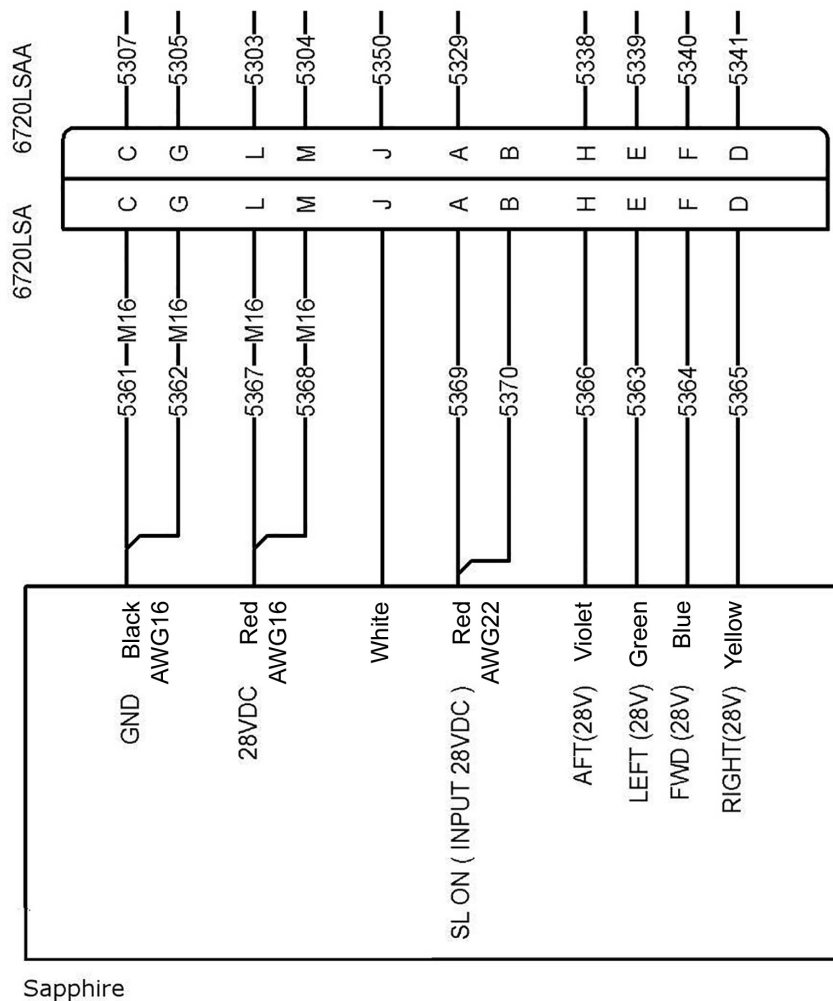 6720LSAA
5307
5305
5303
5304
5350
5329
5338
5339
5340
5341
C G L M J A B H E F D
C G L M J A B H E F D
6720LSA
5361 M16
5362 M16
5367 M16
5368 M16
5369
5370
5366
5363
5364
5365
Black
AWG16
GND
Red
AWG16
28VDC
White
Red
AWG22
SL ON ( INPUT 28VDC )
Violet
AFT(28V)
Green
LEFT (28V)
Blue
FWD (28V)
Yellow
RIGHT(28V)
Sapphire